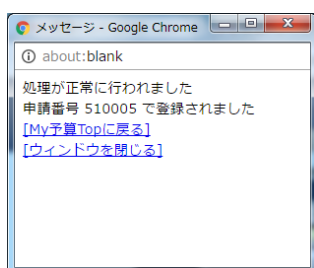 メッセージ - Google Chrome
about:blank
処理が正常に行われました
申請番号 510005 で登録されました
[My予算Topに戻る]
[ウィンドウを閉じる]